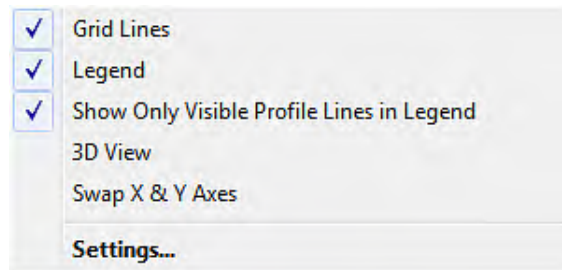 Grid Lines
Legend
Show Only Visible Profile Lines in Legend
3D View
Swap X & Y Axes
Settings...